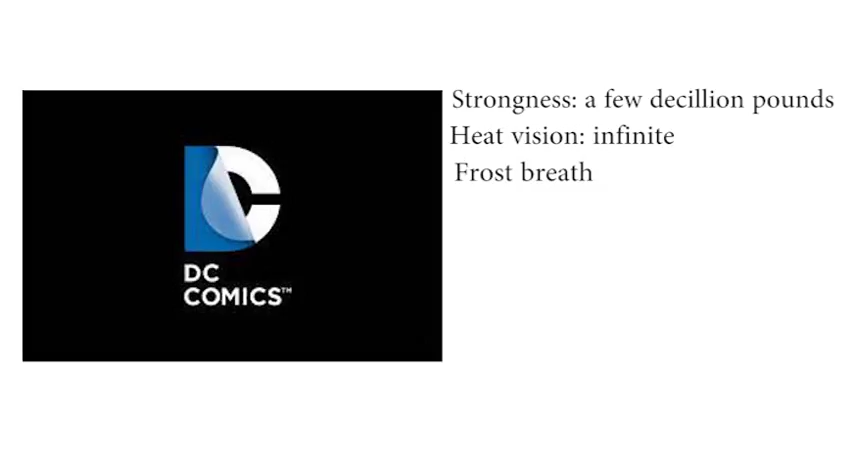 DC
COMICS™
Strongness: a few decillion pounds
Heat vision: infinite
Frost breath